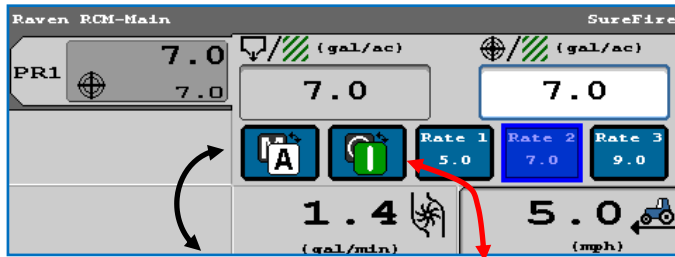 Raven RCM-Main SureFire
PR1 7.0 (gal/ac) (gal/ac)
7.0 7.0 7.0
M A I Rate 1 Rate 2 Rate 3
5.0 7.0 9.0
1.4 5.0
(gal/min) (mph)